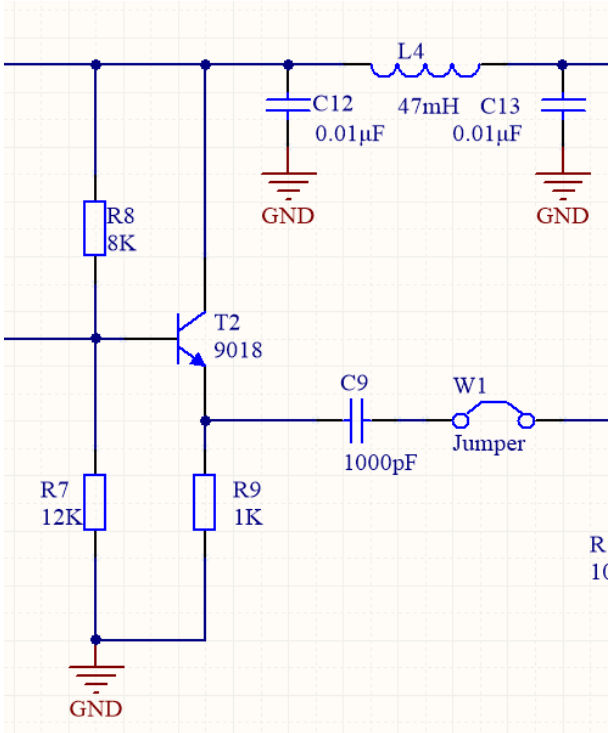 L4
C12
47mH
C13
0.01μF
0.01μF
GND
GND
R8
8K
T2
9018
C9
W1
1000pF
Jumper
R7
12K
R9
1K
R
10
GND